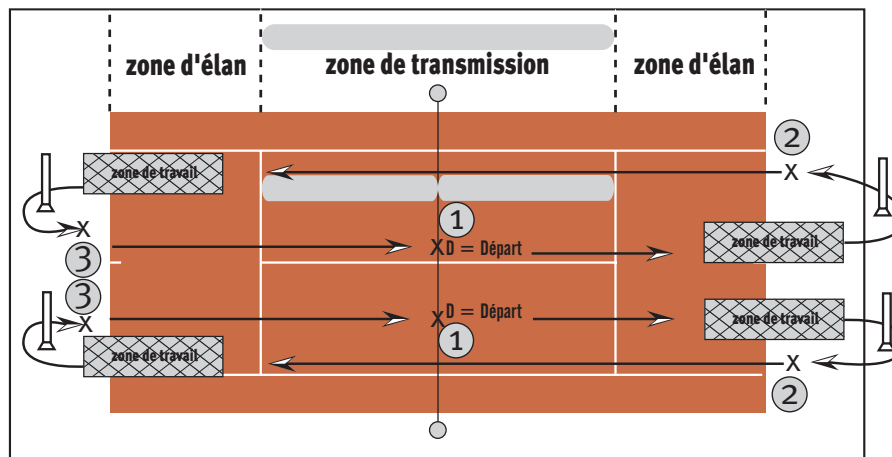 zone d'élan
zone de transmission
zone d'élan
2
zone de travail
X
1
X
zone de travail
X D = Départ
3
3
X D = Départ
X
zone de travail
1
zone de travail
X
2